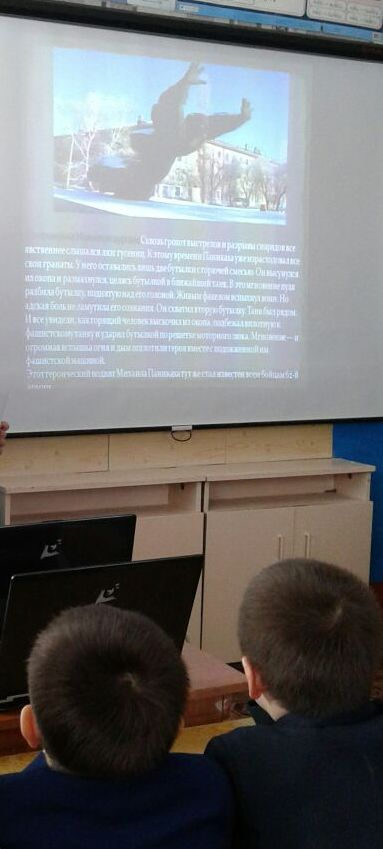 Сквозь грохот выстрелов и разрывы снарядов все
явственнее слышался лязг гусениц. К этому времени Паникаха уже израсходовал все
свои гранаты. У него оставались лишь две бутылки с горючей смесью. Он высунулся
из окопа и размахнулся, целясь бутылкой в ближайший танк. В это мгновение пуля
разбила бутылку, поднятую над его головой. Живым факелом вспыхнул воин. Но
адская боль не замутила его сознания. Он схватил вторую бутылку. Танк был рядом.
И все увидели, как горящий человек выскочил из окопа, подбежал вплотную к
фашистскому танку и ударил бутылкой по решетке моторного люка. Мгновение — и
огромная вспышка огня и дым поглотили героя вместе с подожженной им
фашистской машиной.
Этот героический подвиг Михаила Паникахи тут же стал известен всем бойцам 62-й